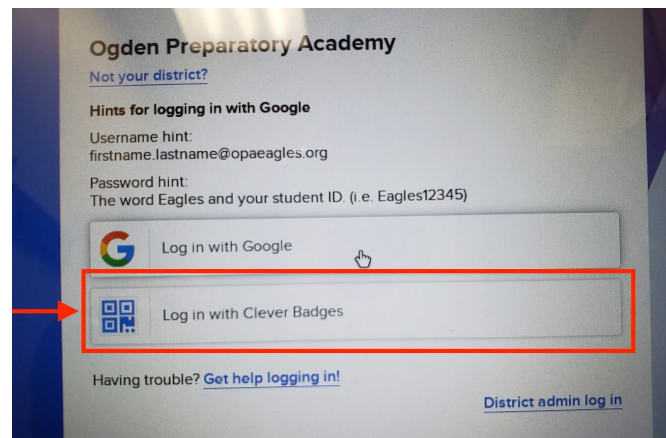 Ogden Preparatory Academy
Not your district?
Hints for logging in with Google
Username hint:
firstname.lastname@opaeagles.org
Password hint:
The word Eagles and your student ID. (i.e. Eagles12345)
Log in with Google
Log in with Clever Badges
Having trouble? Get help logging in!
District admin log in